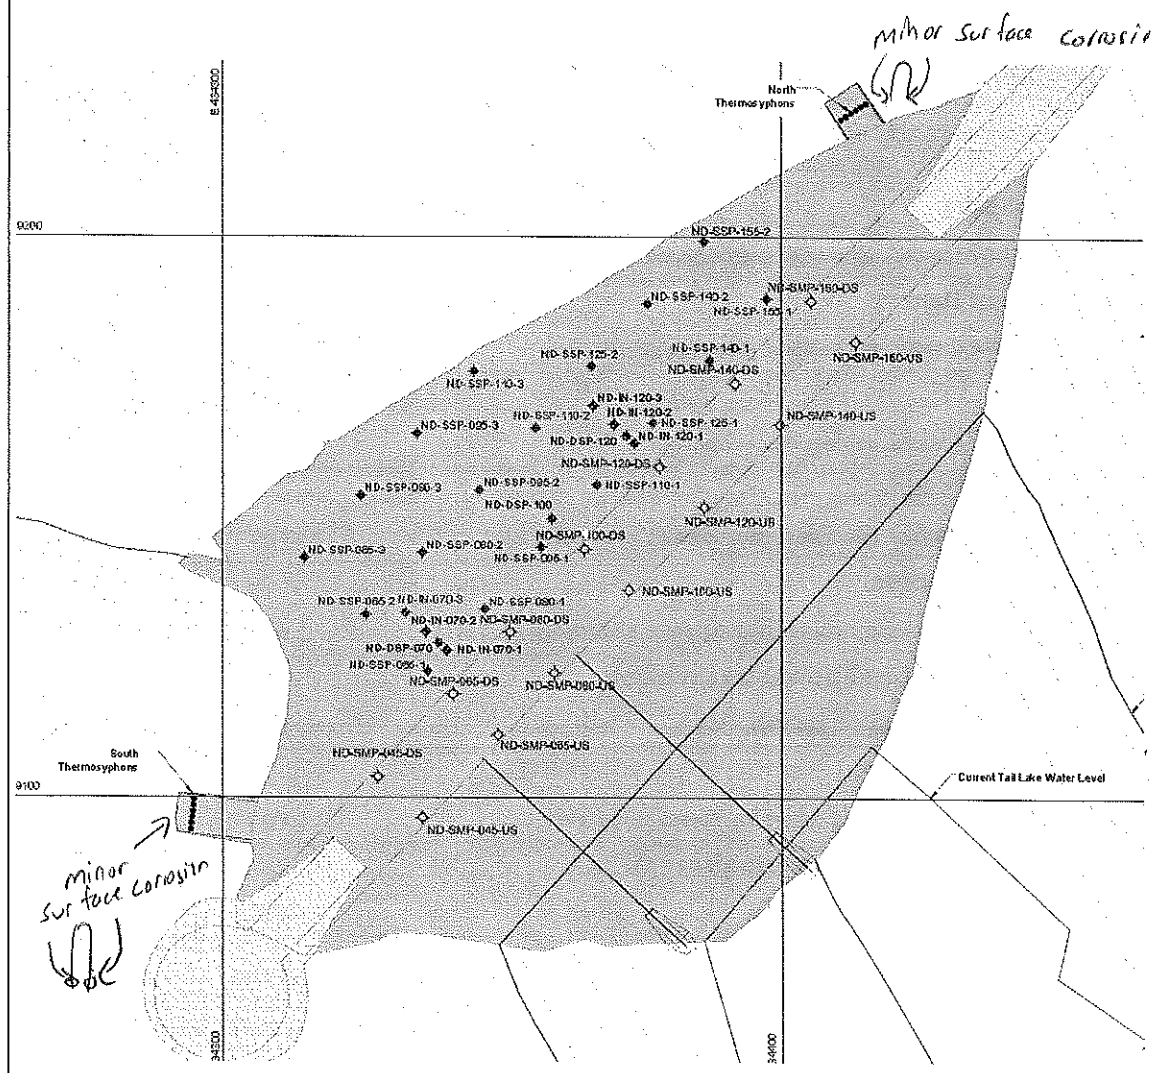 minor surface corrosion
North
Thermosyphons
9200
ND-SSP-155-2
ND-SMP-160-DS
ND-SSP-140-2
ND-SMP-160-US
ND-SSP-125-2
ND-SSP-140-1
ND-SMP-140-DS
ND-SSP-110-3
ND-IN-120-3
ND-SSP-110-2
ND-IN-120-2
ND-SSP-125-1
ND-SMP-140-US
ND-SSP-095-3
ND-DSP-120
ND-IN-120-1
ND-SMP-120-DS
ND-SSP-080-3
ND-SSP-095-2
ND-SSP-110-1
ND-DSP-100
ND-SMP-120-US
ND-SMP-100-DS
ND-SSP-065-3
ND-SSP-080-2
ND-SSP-095-1
ND-SMP-100-US
ND-SSP-065-2
ND-IN-070-3
ND-SSP-080-1
ND-IN-070-2
ND-SMP-080-DS
ND-DSP-070
ND-IN-070-1
ND-SSP-065-1
ND-SMP-065-DS
ND-SMP-080-US
ND-SMP-065-US
South
Thermosyphons
ND-SMP-045-DS
Current Tail Lake Water Level
9100
ND-SMP-045-US
minor
surface corrosion
34400